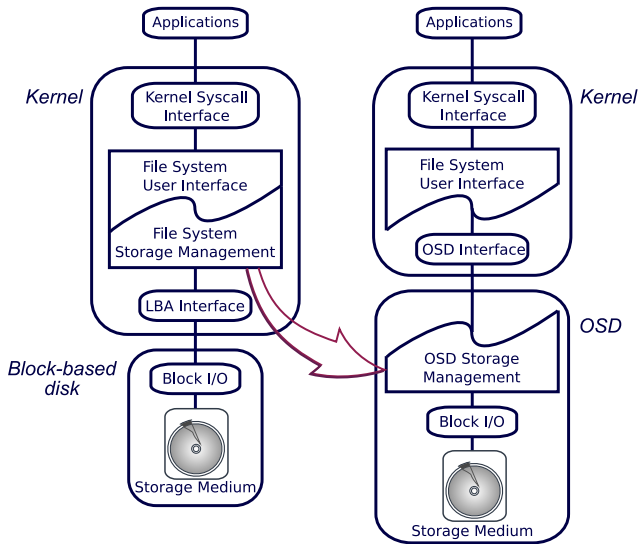 Applications
Kernel
Kernel Syscall
Interface
File System
User Interface
File System
Storage Management
LBA Interface
Block-based
disk
Block I/O
Storage Medium
Applications
Kernel
Kernel Syscall
Interface
File System
User Interface
OSD Interface
OSD
OSD Storage
Management
Block I/O
Storage Medium